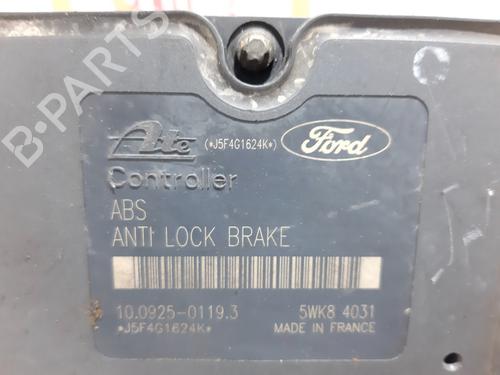 B-PARTS
Ate (*J5F4G1624K*) Ford
Controller
ABS
ANTI LOCK BRAKE
10.0925-0119.3 5WK8 4031
*J5F4G1624K* MADE IN FRANCE